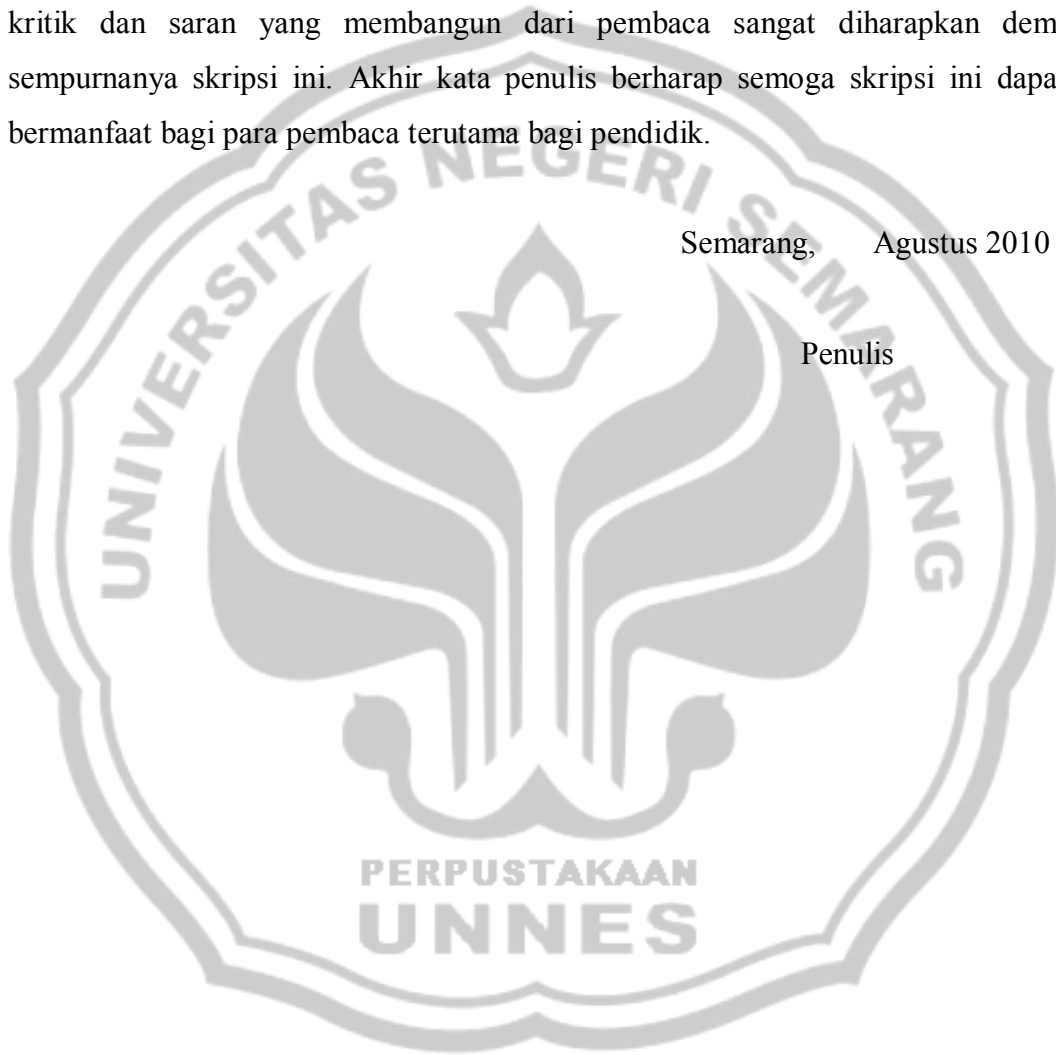 kritik dan saran yang membangun dari pembaca sangat diharapkan dem
sempurnanya skripsi ini. Akhir kata penulis berharap semoga skripsi ini dapa
bermanfaat bagi para pembaca terutama bagi pendidik.
Semarang, Agustus 2010
Penulis
UNIVERSITAS NEGERI SEMARANG
PERPUSTAKAAN
UNNES